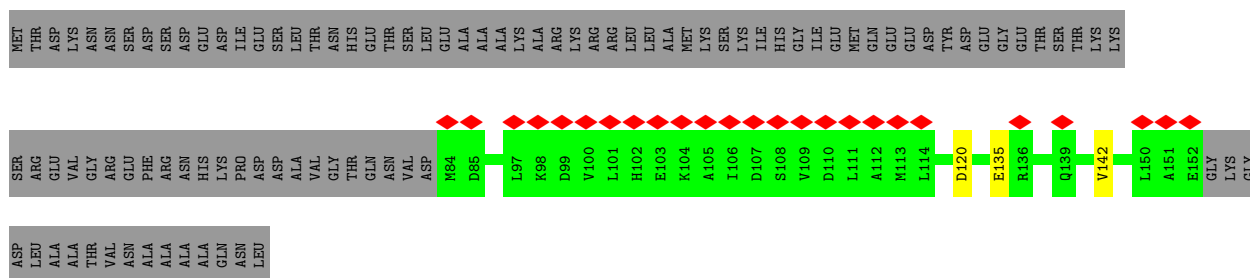 MET THR ASP LYS ASN ASN SER ASP SER ASP GLU ASP ILE GLU SER LEU THR ASN HIS GLU THR SER LEU GLU ALA ALA ALA LYS ALA ARG LYS ARG ARG LEU LEU ALA MET LYS SER LYS ILE HIS GLY ILE GLU MET GLN GLU GLU ASP TYR ASP GLU GLY GLU THR SER THR LYS LYS
SER ARG GLU VAL GLY ARG GLU PHE ARG ASN HIS LYS PRO ASP ASP ALA VAL GLY THR GLN ASN VAL ASP M84 D85 L97 K98 D99 V100 L101 H102 E103 K104 A105 I106 D107 S108 V109 D110 L111 A112 M113 L114 D120 E135 R136 Q139 V142 L150 A151 E152 GLY LYS GLY
ASP LEU ALA ALA THR VAL ASN ALA ALA ALA ALA GLN ASN LEU